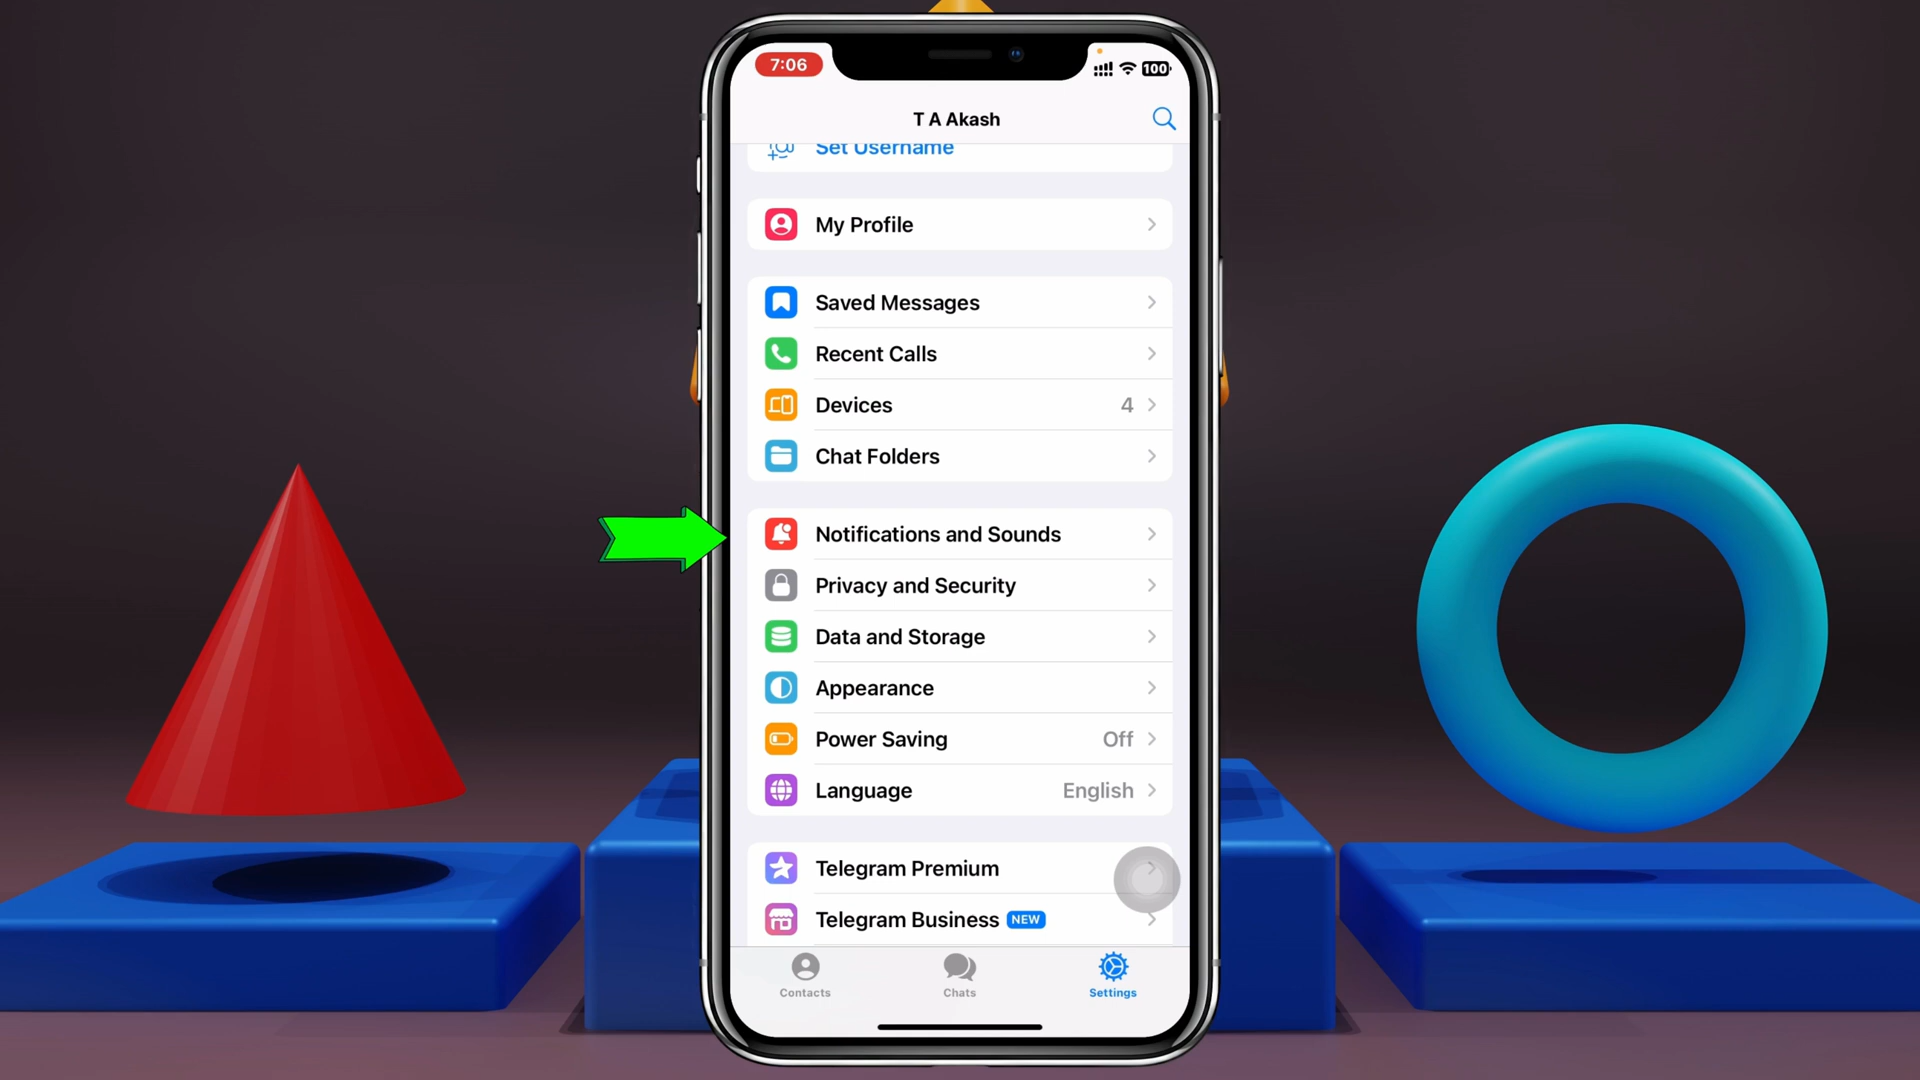 7:06
100
T A Akash
Set Username
My Profile
Saved Messages
Recent Calls
Devices 4
Chat Folders
Notifications and Sounds
Privacy and Security
Data and Storage
Appearance
Power Saving Off
Language English
Telegram Premium
Telegram Business NEW
Contacts Chats Settings